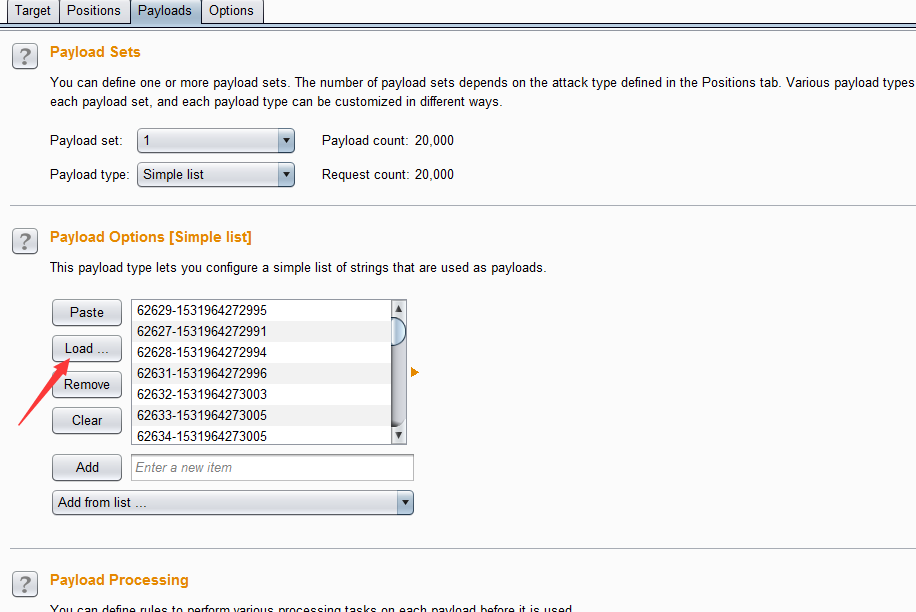 Target Positions Payloads Options
? Payload Sets
You can define one or more payload sets. The number of payload sets depends on the attack type defined in the Positions tab. Various payload types
each payload set, and each payload type can be customized in different ways.
Payload set: 1 Payload count: 20,000
Payload type: Simple list Request count: 20,000
? Payload Options [Simple list]
This payload type lets you configure a simple list of strings that are used as payloads.
Paste
Load ...
Remove
Clear
62629-1531964272995
62627-1531964272991
62628-1531964272994
62631-1531964272996
62632-1531964273003
62633-1531964273005
62634-1531964273005
Add Enter a new item
Add from list ...
? Payload Processing
You can define rules to perform various processing tasks on each payload before it is used.